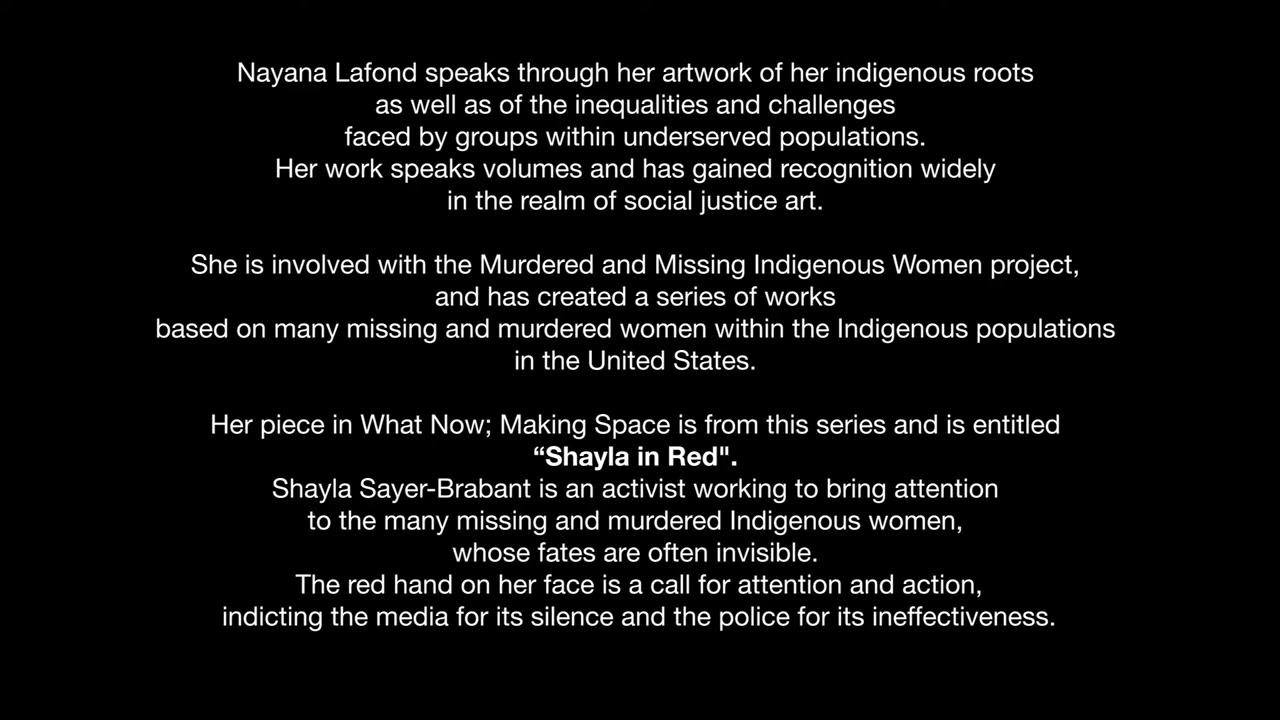 Nayana Lafond speaks through her artwork of her indigenous roots
as well as of the inequalities and challenges
faced by groups within underserved populations.
Her work speaks volumes and has gained recognition widely
in the realm of social justice art.
She is involved with the Murdered and Missing Indigenous Women project,
and has created a series of works
based on many missing and murdered women within the Indigenous populations
in the United States.
Her piece in What Now; Making Space is from this series and is entitled
“Shayla in Red".
Shayla Sayer-Brabant is an activist working to bring attention
to the many missing and murdered Indigenous women,
whose fates are often invisible.
The red hand on her face is a call for attention and action,
indicting the media for its silence and the police for its ineffectiveness.